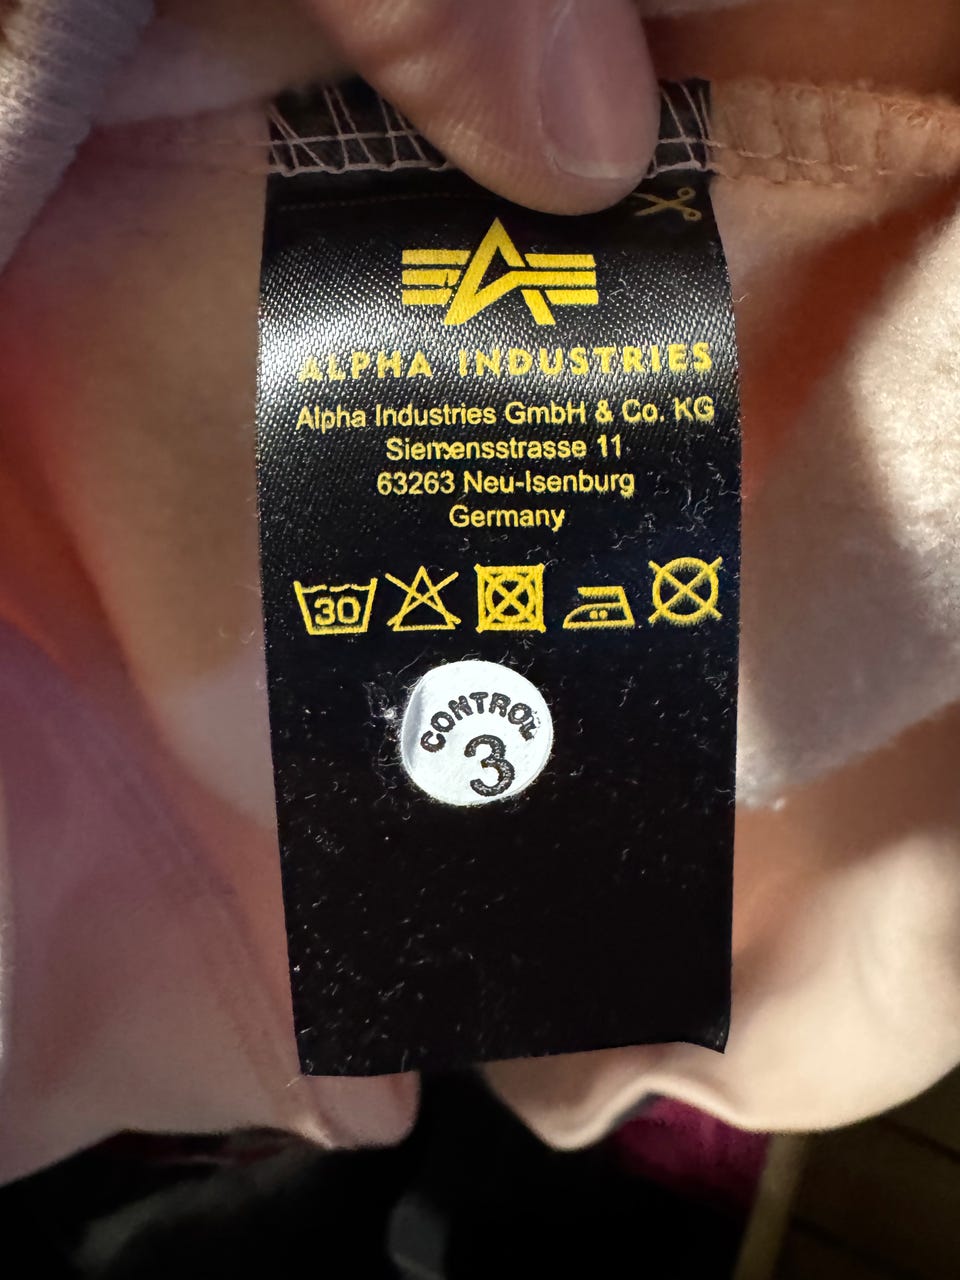 ALPHA INDUSTRIES
Alpha Industries GmbH & Co. KG
Siemensstrasse 11
63263 Neu-Isenburg
Germany
30
CONTROL
3